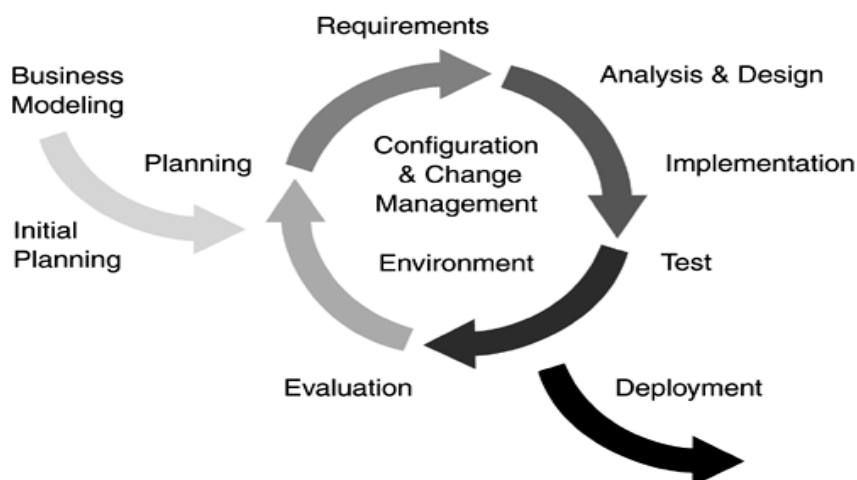 Requirements
Business
Modeling
Analysis & Design
Planning
Configuration
& Change
Management
Implementation
Initial
Planning
Environment
Test
Evaluation
Deployment